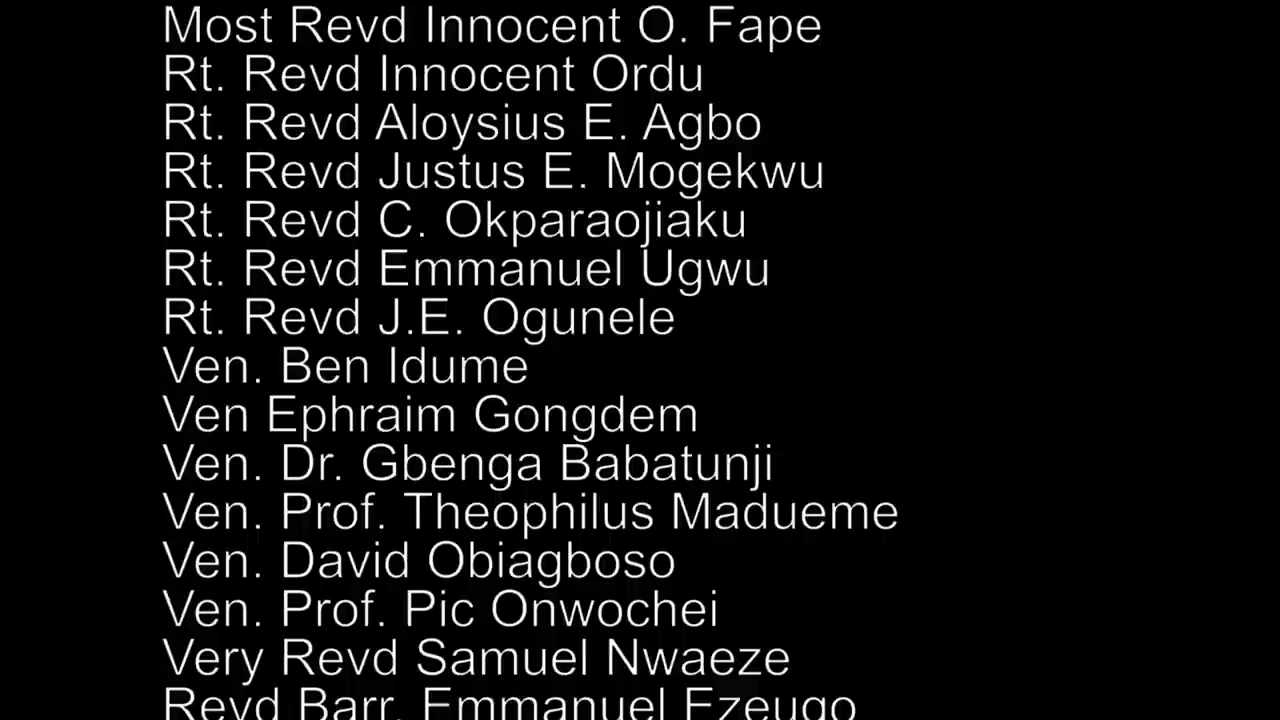 Most Revd Innocent O. Fape
Rt. Revd Innocent Ordu
Rt. Revd Aloysius E. Agbo
Rt. Revd Justus E. Mogekwu
Rt. Revd C. Okparaojiaku
Rt. Revd Emmanuel Ugwu
Rt. Revd J.E. Ogunele
Ven. Ben Idume
Ven Ephraim Gongdem
Ven. Dr. Gbenga Babatunji
Ven. Prof. Theophilus Madueme
Ven. David Obiagboso
Ven. Prof. Pic Onwochei
Very Revd Samuel Nwaeze
Revd Barr. Emmanuel Ezeugo